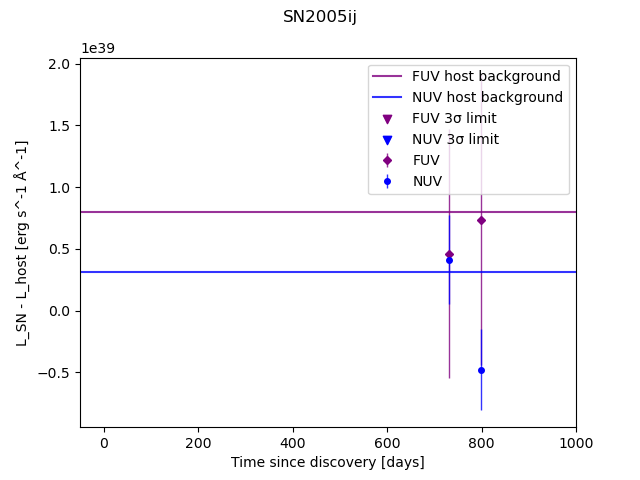 SN2005ij
1e39
2.0
1.5
1.0
0.5
0.0
−0.5
L_SN - L_host [erg s^-1 Å^-1]
FUV host background
NUV host background
FUV 3σ limit
NUV 3σ limit
FUV
NUV
0 200 400 600 800 1000
Time since discovery [days]